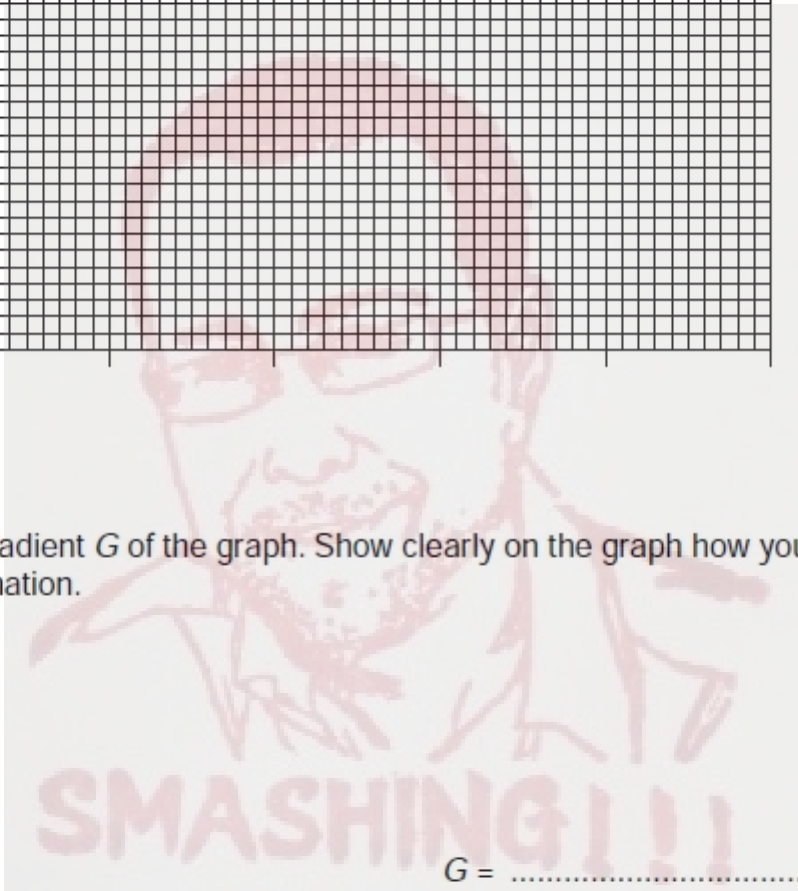 adient G of the graph. Show clearly on the graph how you
nation.
SMASHING!!!
G = ........................................